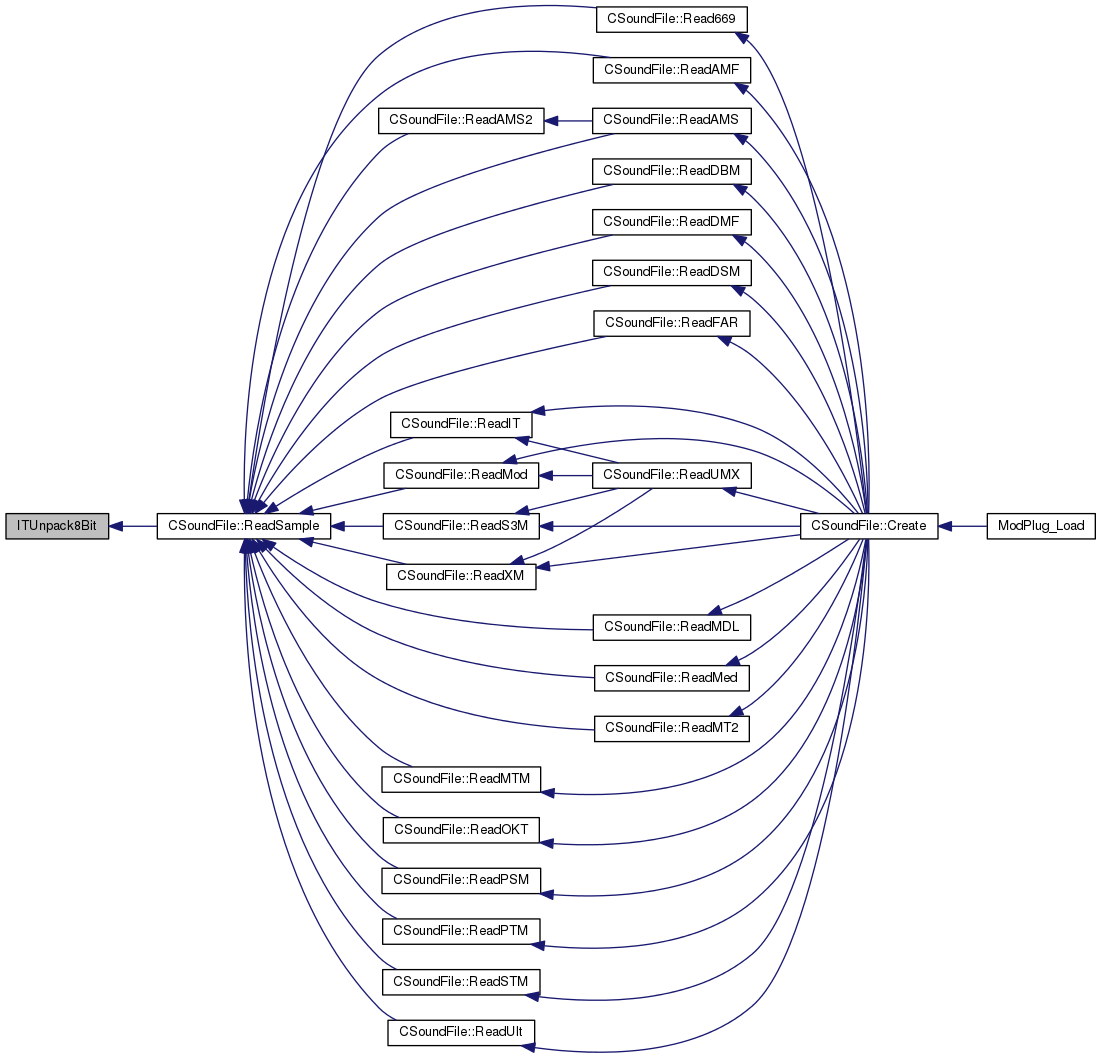 CSoundFile::Read669
CSoundFile::ReadAMF
CSoundFile::ReadAMS2
CSoundFile::ReadAMS
CSoundFile::ReadDBM
CSoundFile::ReadDMF
CSoundFile::ReadDSM
CSoundFile::ReadFAR
CSoundFile::ReadIT
CSoundFile::ReadMod
CSoundFile::ReadUMX
ITUnpack8Bit
CSoundFile::ReadSample
CSoundFile::ReadS3M
CSoundFile::Create
ModPlug_Load
CSoundFile::ReadXM
CSoundFile::ReadMDL
CSoundFile::ReadMed
CSoundFile::ReadMT2
CSoundFile::ReadMTM
CSoundFile::ReadOKT
CSoundFile::ReadPSM
CSoundFile::ReadPTM
CSoundFile::ReadSTM
CSoundFile::ReadUlt